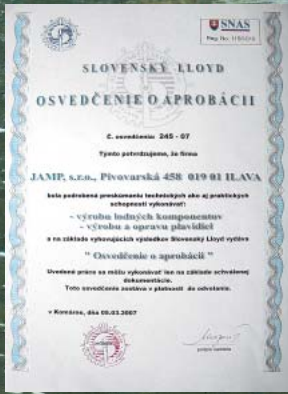 SNAS
SLOVENSKÝ LLOYD
OSVEDČENIE O APROBÁCII
č. osvedčenia: 245 - 07
Týmto potvrdzujeme, že firma
JAMP, s.r.o., Pivovarská 458 019 01 ILAVA
bola podrobená preskúmaniu technických ako aj praktických
schopností vykonávať:
- výrobu lodných komponentov
- výrobu a opravu plavidiel
a na základe vyhovujúcich výsledkov Slovenský Lloyd vydáva
" Osvedčenie o aprobácii "
Uvedené práce sa môžu vykonávať len na základe schválenej
dokumentácie.
Toto osvedčenie zostáva v platnosti do odvolania.
v Komárne, dňa 05.03.2007